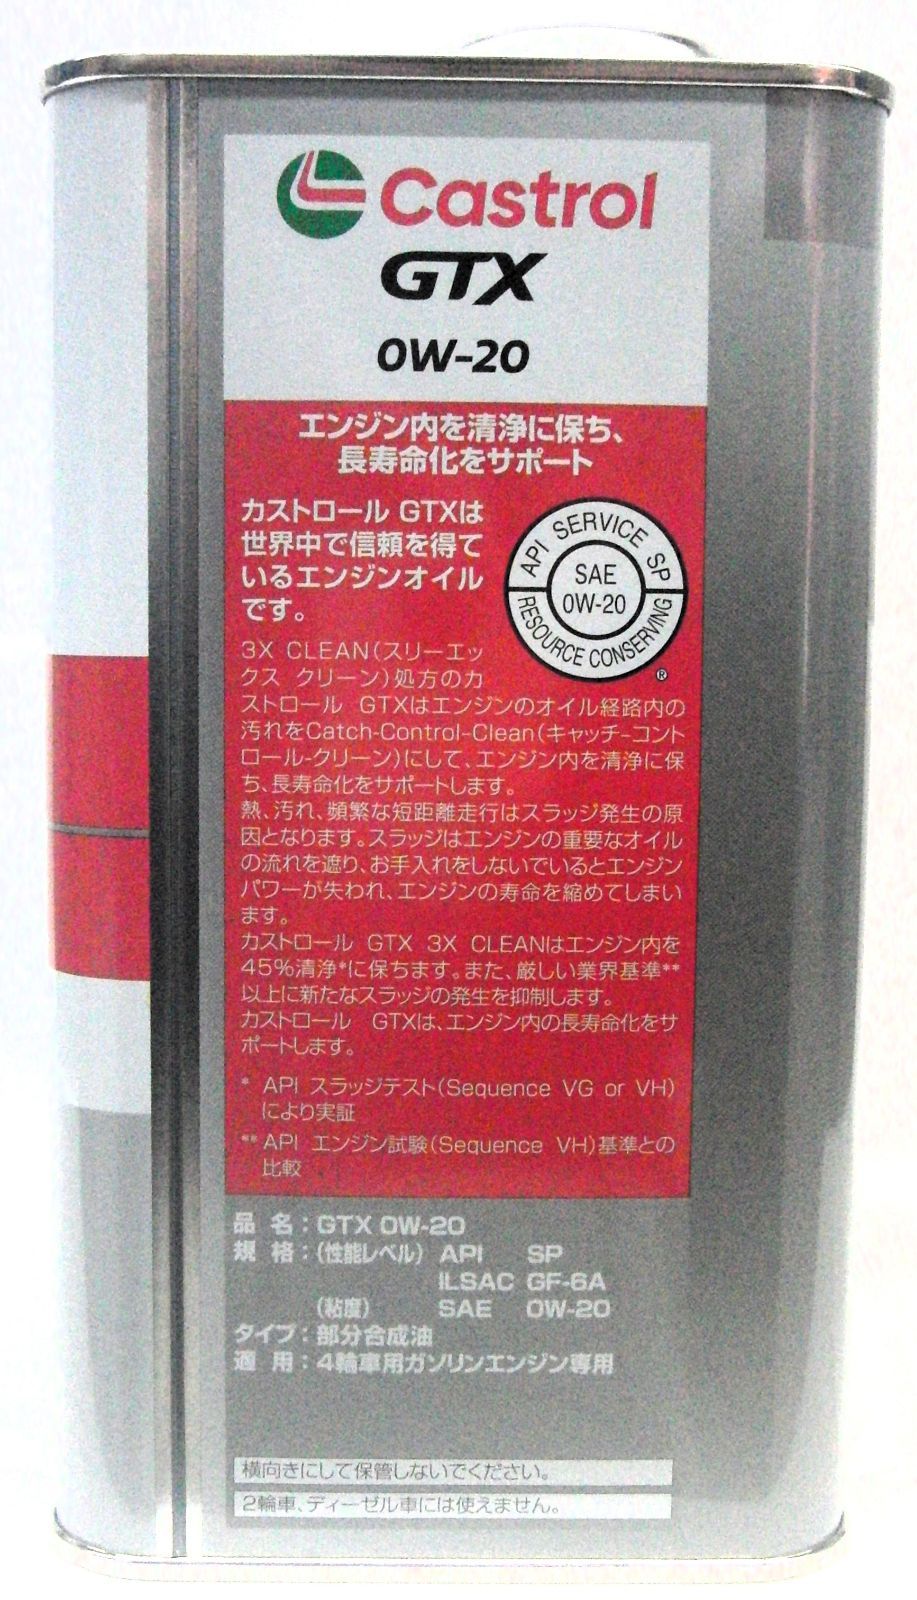 Castrol
GTX
0W-20
エンジン内を清浄に保ち、
長寿命化をサポート
カストロール GTXは
世界中で信頼を得て
いるエンジンオイル
です。
API SERVICE SP
SAE
0W-20
RESOURCE CONSERVING
®
3X CLEAN(スリーエッ
クス クリーン)処方のカ
ストロール GTXはエンジンのオイル経路内の
汚れをCatch-Control-Clean(キャッチ-コント
ロール-クリーン)にして、エンジン内を清浄に保
ち、長寿命化をサポートします。
熱、汚れ、頻繁な短距離走行はスラッジ発生の原
因となります。スラッジはエンジンの重要なオイル
の流れを遮り、お手入れをしないでいるとエンジン
パワーが失われ、エンジンの寿命を縮めてしまい
ます。
カストロール GTX 3X CLEANはエンジン内を
45%清浄*に保ちます。また、厳しい業界基準**
以上に新たなスラッジの発生を抑制します。
カストロール GTXは、エンジン内の長寿命化をサ
ポートします。
* API スラッジテスト(Sequence VG or VH)
により実証
** API エンジン試験(Sequence VH)基準との
比較
品 名:GTX 0W-20
規 格:(性能レベル) API SP
ILSAC GF-6A
(粘度) SAE 0W-20
タイプ:部分合成油
適 用:4輪車用ガソリンエンジン専用
横向きにして保管しないでください。
2輪車、ディーゼル車には使えません。